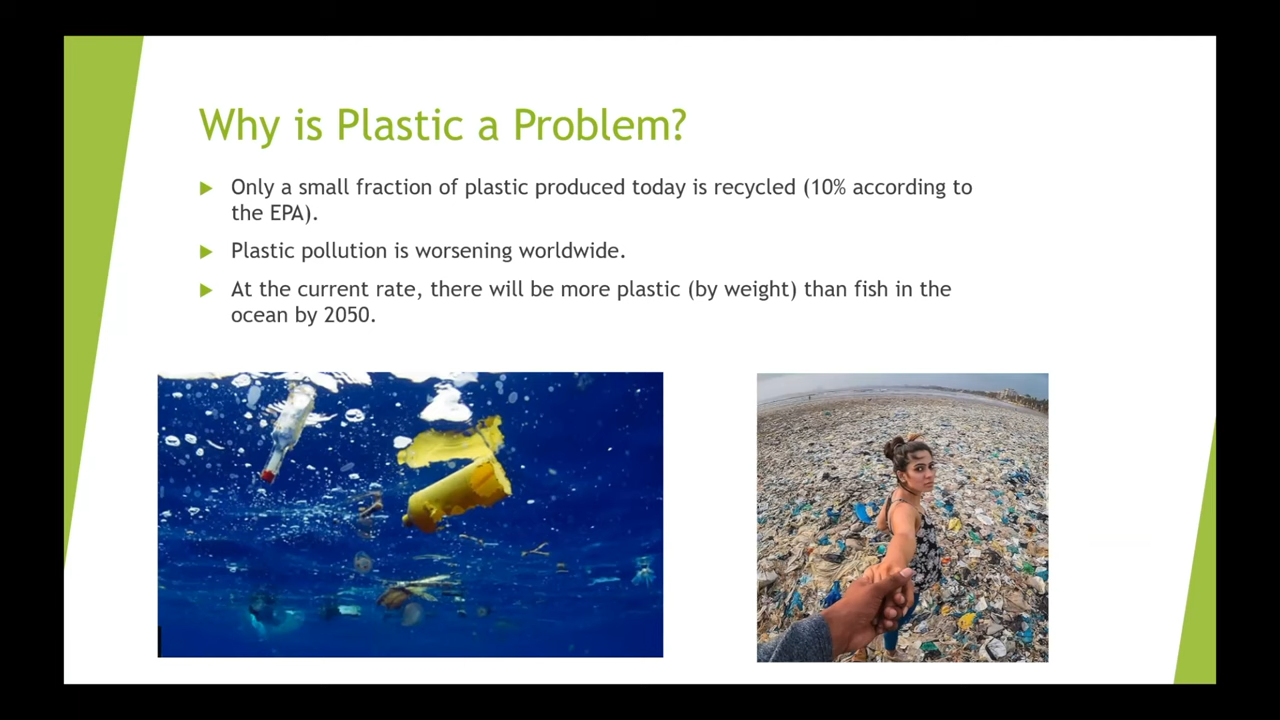 Why is Plastic a Problem?
Only a small fraction of plastic produced today is recycled (10% according to
the EPA).
Plastic pollution is worsening worldwide.
At the current rate, there will be more plastic (by weight) than fish in the
ocean by 2050.